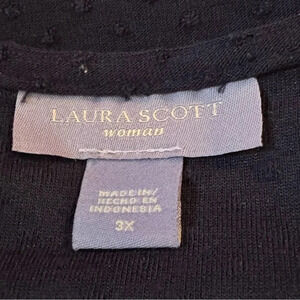 LAURA SCOTT
woman
MADE IN/
HECHO EN
INDONESIA
3X